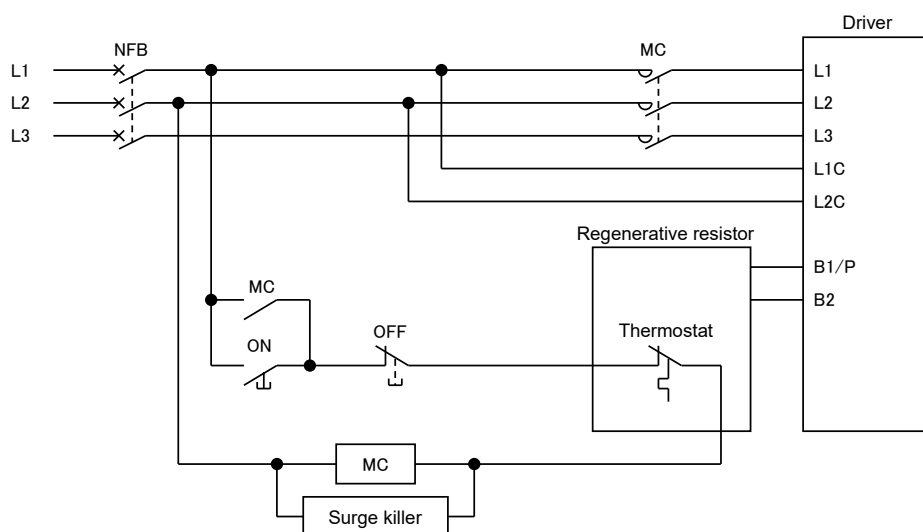 Driver
NFB
MC
L1
L1
L2
L2
L3
L3
L1C
L2C
Regenerative resistor
B1/P
MC
B2
OFF
Thermostat
ON
MC
Surge killer